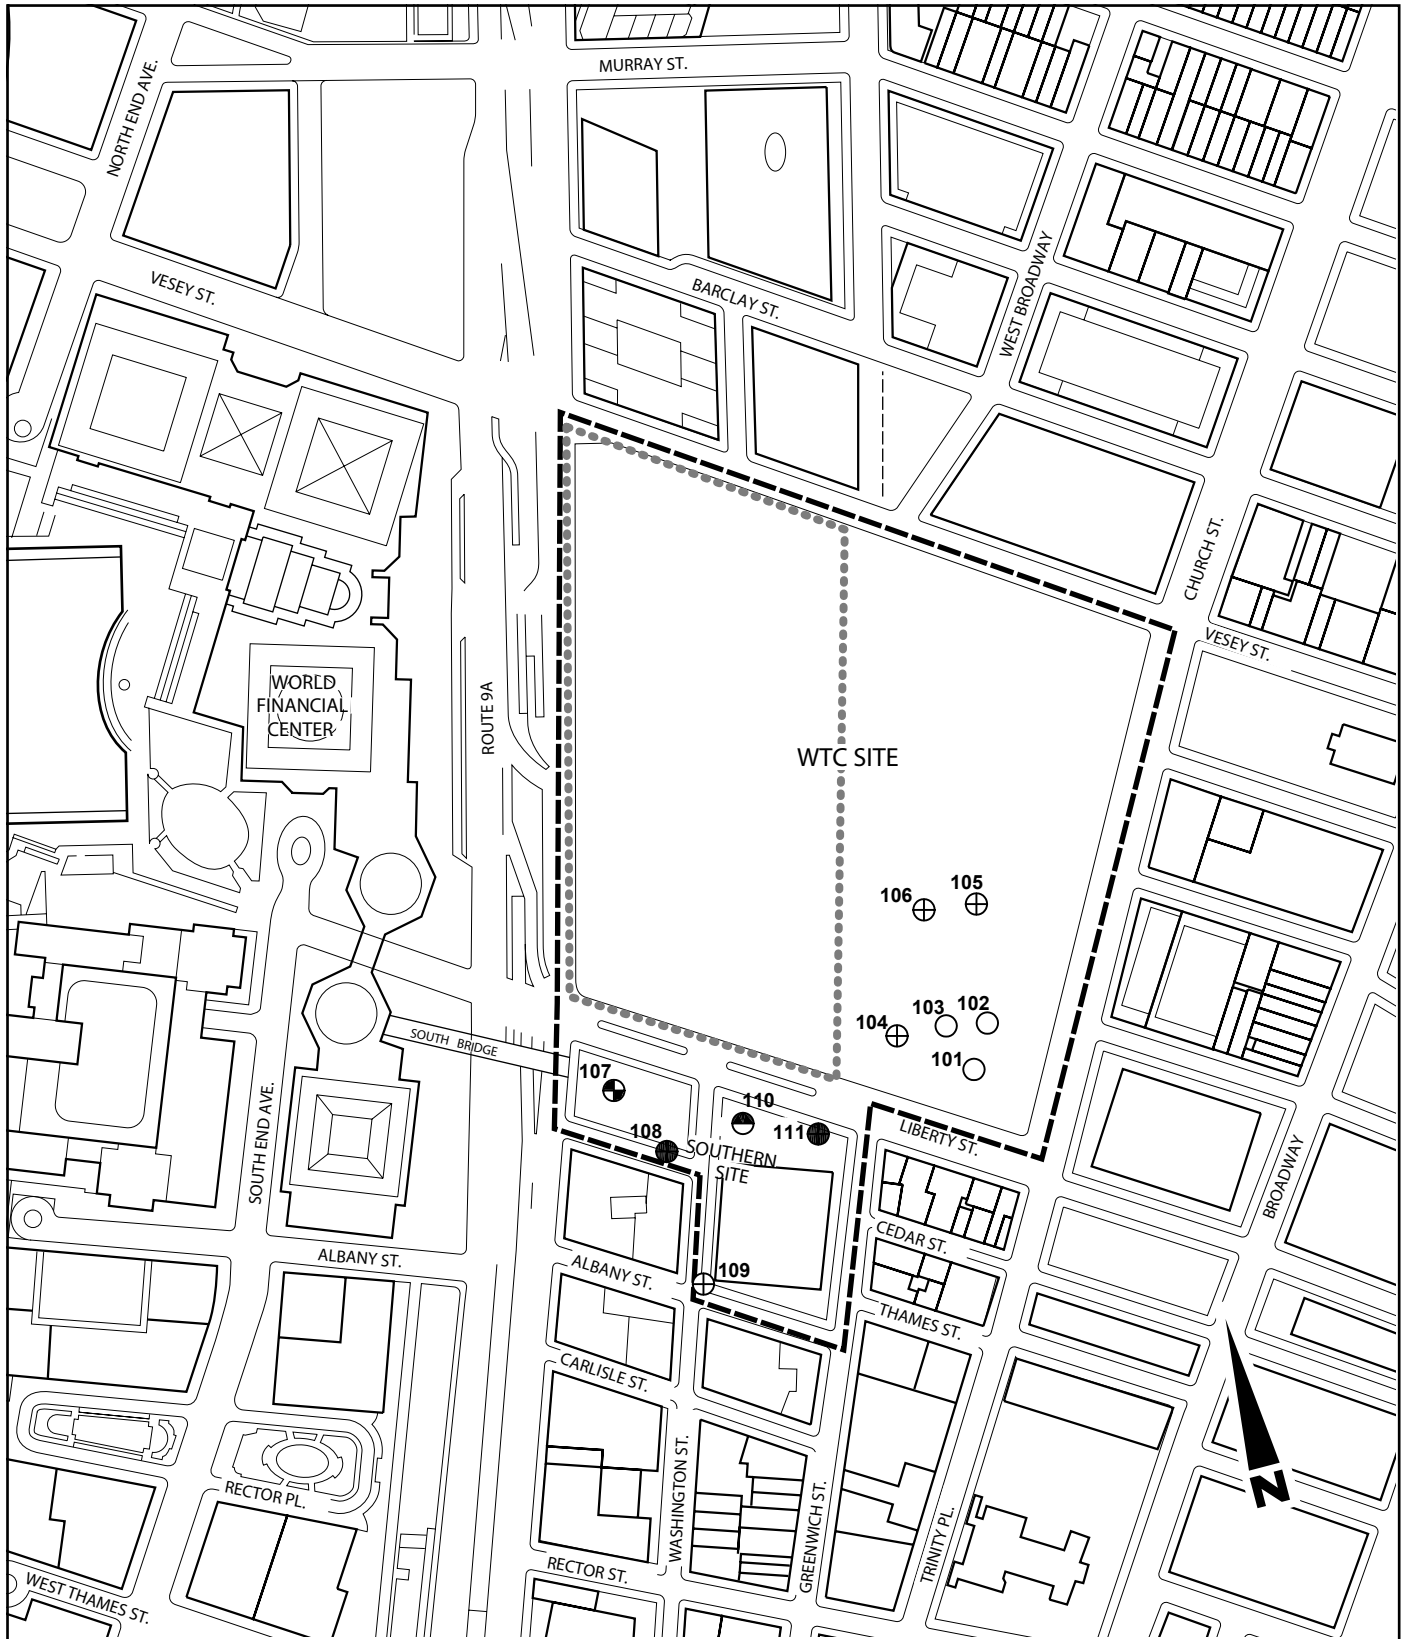 MURRAY ST.
NORTH END AVE.
VESEY ST.
BARCLAY ST.
WEST BROADWAY
CHURCH ST.
VESEY ST.
WORLD
FINANCIAL
CENTER
ROUTE 9A
WTC SITE
106
105
104
103
102
101
SOUTH BRIDGE
107
110
111
108
SOUTHERN
SITE
LIBERTY ST.
BROADWAY
SOUTH END AVE.
CEDAR ST.
ALBANY ST.
ALBANY ST.
109
THAMES ST.
CARLISLE ST.
WASHINGTON ST.
GREENWICH ST.
TRINITY PL.
RECTOR PL.
RECTOR ST.
WEST THAMES ST.
N